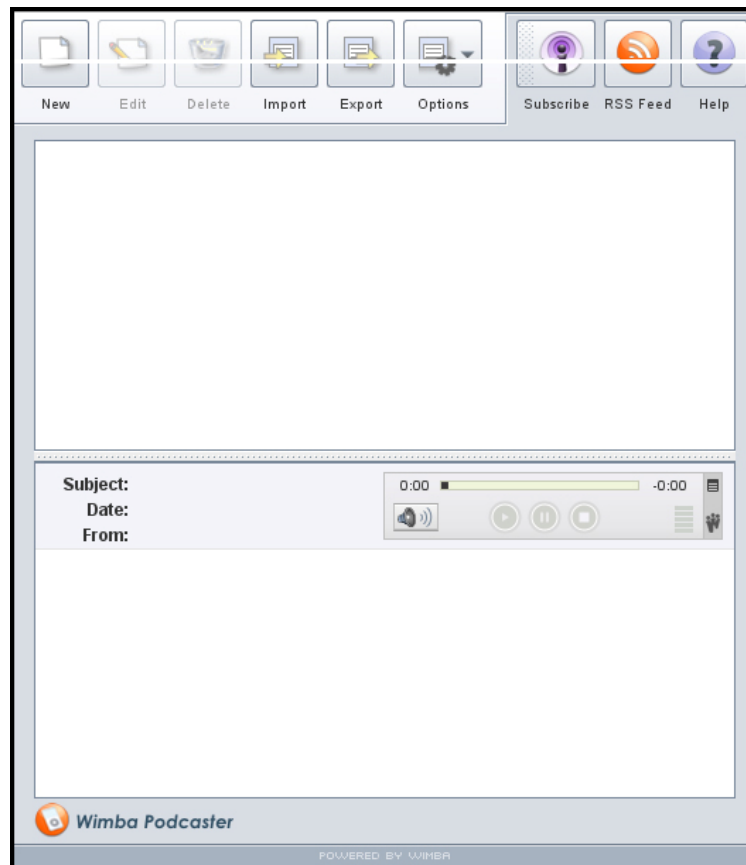 New Edit Delete Import Export Options Subscribe RSS Feed Help
Subject:
0:00 -0:00
Date:
From:
Wimba Podcaster
POWERED BY WIMBA